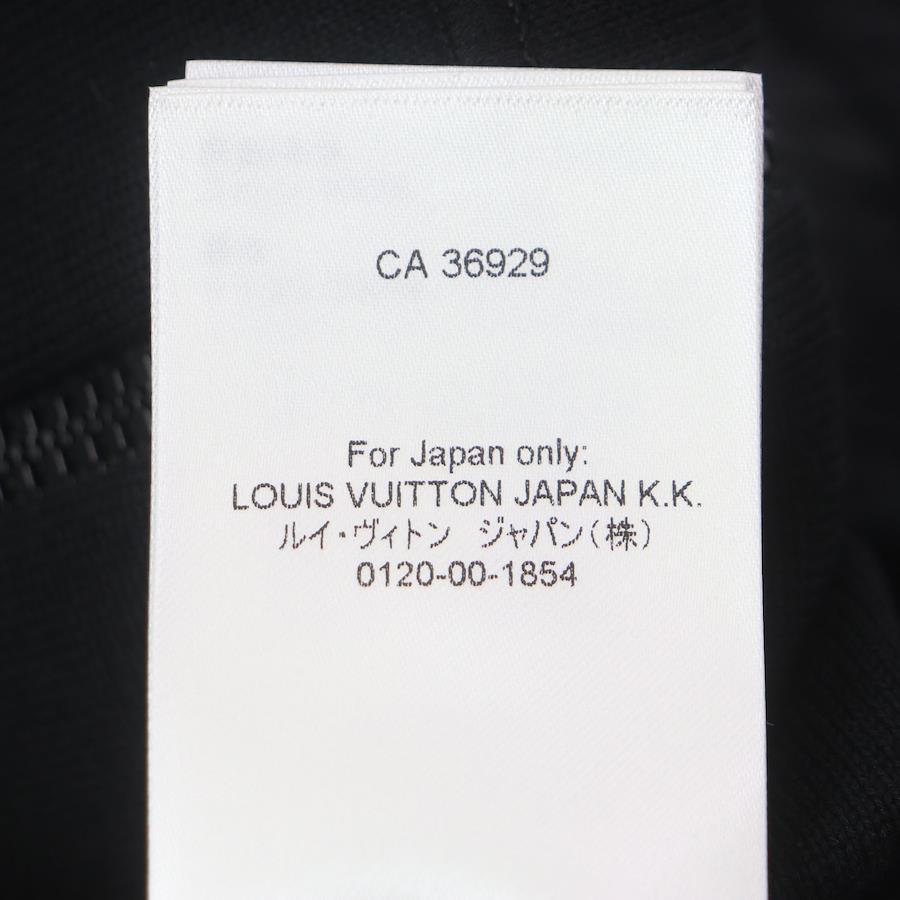 CA 36929
For Japan only:
LOUIS VUITTON JAPAN K.K.
ルイ・ヴィトン ジャパン(株)
0120-00-1854